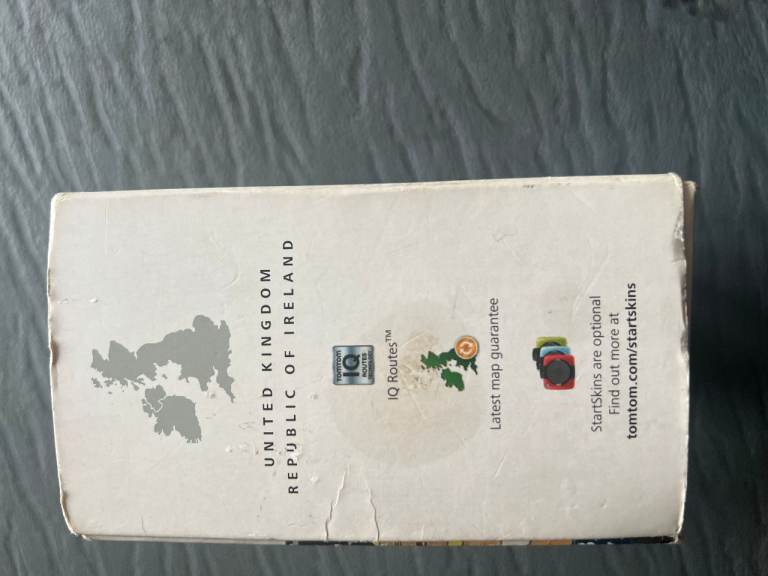 UNITED KINGDOM
REPUBLIC OF IRELAND
TOMTOM
IQ
ROUTES
IQ Routes™
Latest map guarantee
StartSkins are optional
Find out more at
tomtom.com/startskins